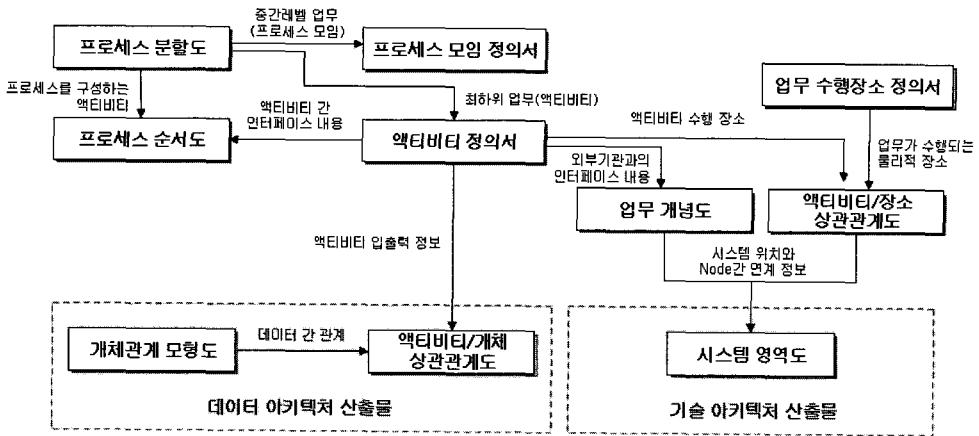 중간레벨 업무
(프로세스 모임)
프로세스 분할도
프로세스 모임 정의서
프로세스를 구성하는
액티비티
최하위 업무(액티비티)
업무 수행장소 정의서
액티비티 간
인터페이스 내용
액티비티 수행 장소
프로세스 순서도
액티비티 정의서
업무가 수행되는
물리적 장소
외부기관과의
인터페이스 내용
업무 개념도
액티비티/장소
상관관계도
액티비티 입출력 정보
시스템 위치와
Node간 연계 정보
개체관계 모형도
데이터 간 관계
액티비티/개체
상관관계도
시스템 영역도
데이터 아키텍처 산출물
기술 아키텍처 산출물